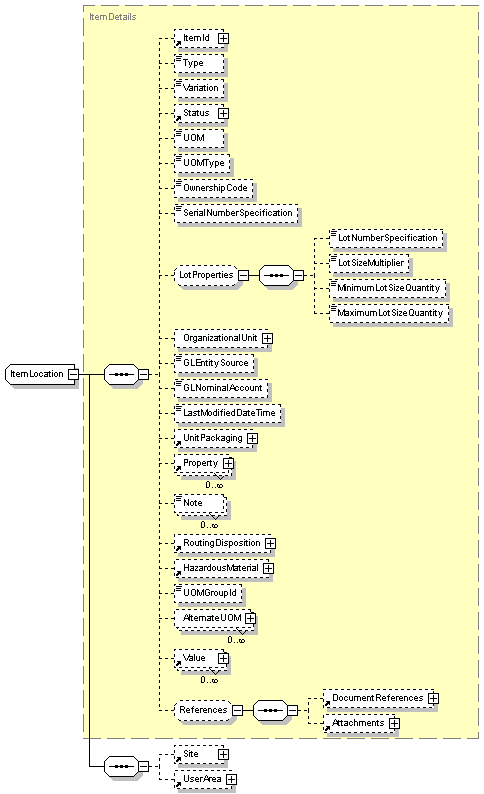 ItemDetails
ItemId
Type
Variation
Status
UOM
UOMType
OwnershipCode
SerialNumberSpecification
LotNumberSpecification
LotSizeMultiplier
LotProperties
MinimumLotSizeQuantity
MaximumLotSizeQuantity
OrganizationalUnit
GLEntitySource
ItemLocation
GLNominalAccount
LastModifiedDateTime
UnitPackaging
Property
0..∞
Note
0..∞
RoutingDisposition
HazardousMaterial
UOMGroupId
AlternateUOM
0..∞
Value
0..∞
DocumentReferences
References
Attachments
Site
UserArea